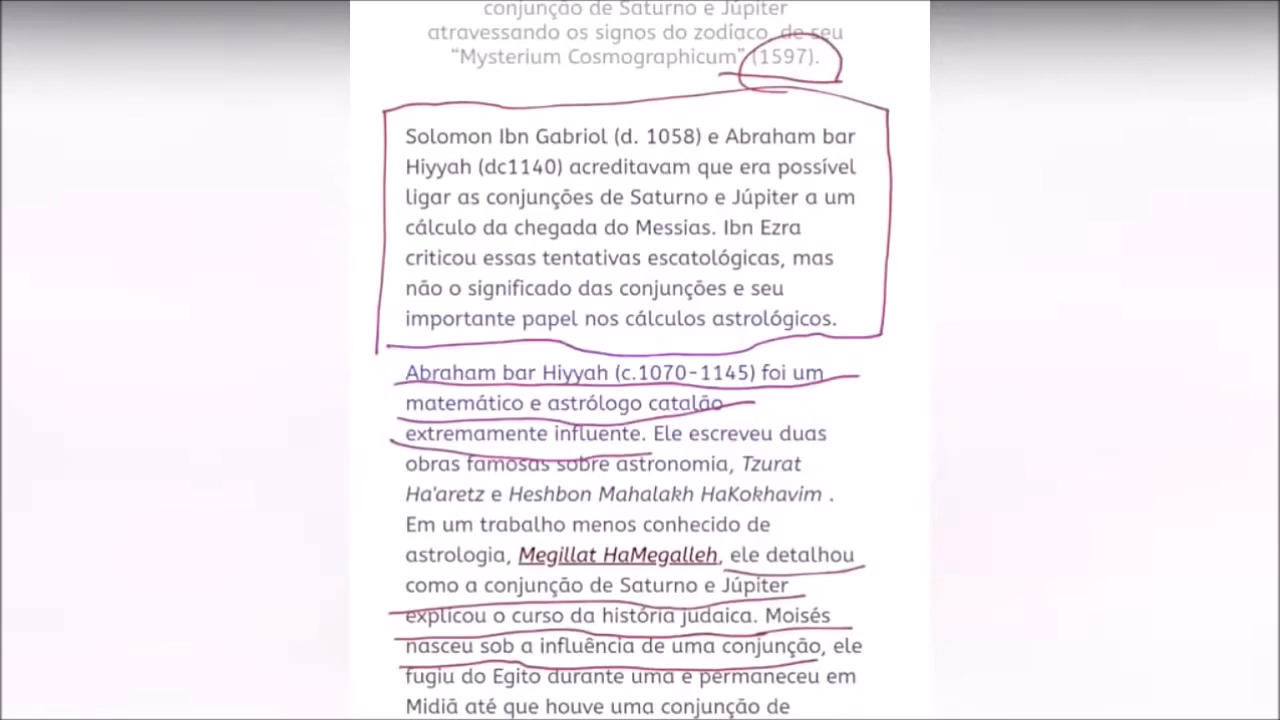 conjunção de Saturno e Júpiter
atravessando os signos do zodíaco, de seu
“Mysterium Cosmographicum” (1597).
Solomon Ibn Gabriol (d. 1058) e Abraham bar
Hiyyah (dc1140) acreditavam que era possível
ligar as conjunções de Saturno e Júpiter a um
cálculo da chegada do Messias. Ibn Ezra
criticou essas tentativas escatológicas, mas
não o significado das conjunções e seu
importante papel nos cálculos astrológicos.
Abraham bar Hiyyah (c.1070-1145) foi um
matemático e astrólogo catalão
extremamente influente. Ele escreveu duas
obras famosas sobre astronomia, Tzurat
Ha'aretz e Heshbon Mahalakh HaKokhavim .
Em um trabalho menos conhecido de
astrologia, Megillat HaMegalleh, ele detalhou
como a conjunção de Saturno e Júpiter
explicou o curso da história judaica. Moisés
nasceu sob a influência de uma conjunção, ele
fugiu do Egito durante uma e permaneceu em
Midiã até que houve uma conjunção de